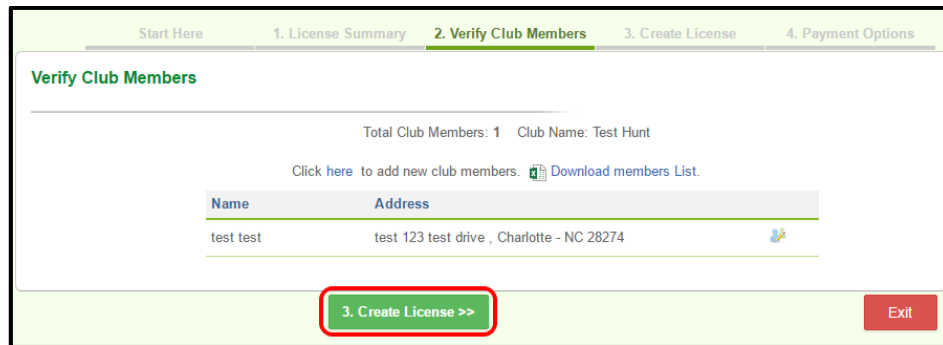 Start Here 1. License Summary 2. Verify Club Members 3. Create License 4. Payment Options
Verify Club Members
Total Club Members: 1 Club Name: Test Hunt
Click here to add new club members. Download members List.
Name Address
test test test 123 test drive , Charlotte - NC 28274
3. Create License >> Exit